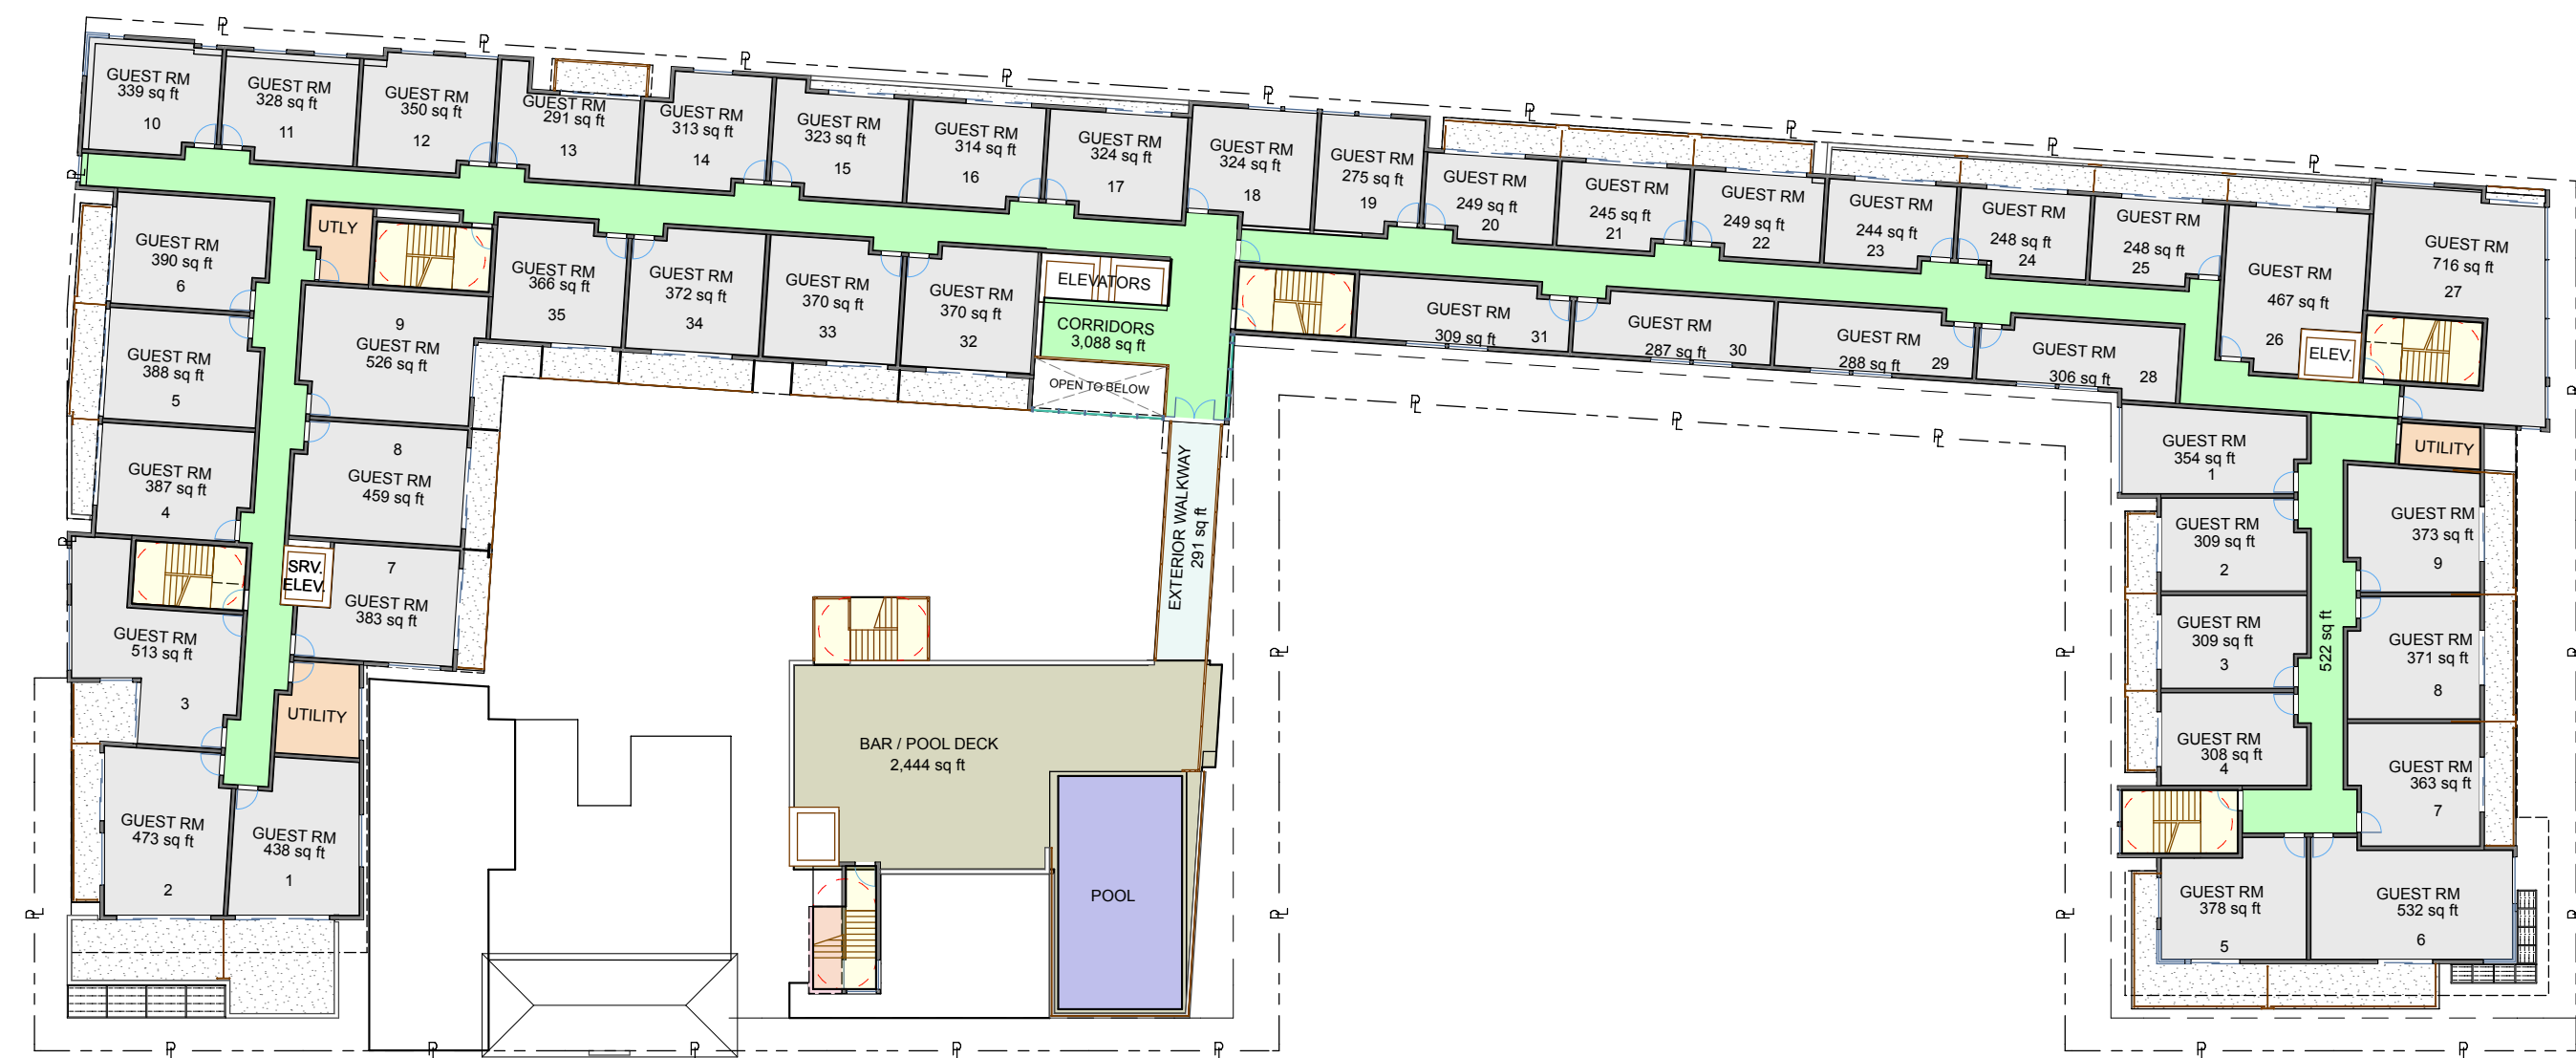 GUEST RM
339 sq ft
10
GUEST RM
328 sq ft
11
GUEST RM
350 sq ft
12
GUEST RM
291 sq ft
13
GUEST RM
313 sq ft
14
GUEST RM
323 sq ft
15
GUEST RM
314 sq ft
16
GUEST RM
324 sq ft
17
GUEST RM
324 sq ft
18
GUEST RM
275 sq ft
19
GUEST RM
249 sq ft
20
GUEST RM
245 sq ft
21
GUEST RM
249 sq ft
22
GUEST RM
244 sq ft
23
GUEST RM
248 sq ft
24
GUEST RM
248 sq ft
25
GUEST RM
467 sq ft
26
GUEST RM
716 sq ft
27
ELEV.
GUEST RM
390 sq ft
6
UTLY
GUEST RM
366 sq ft
35
GUEST RM
372 sq ft
34
GUEST RM
370 sq ft
33
GUEST RM
370 sq ft
32
ELEVATORS
CORRIDORS
3,088 sq ft
OPEN TO BELOW
GUEST RM
309 sq ft
31
GUEST RM
287 sq ft
30
GUEST RM
288 sq ft
29
GUEST RM
306 sq ft
28
GUEST RM
388 sq ft
5
9
GUEST RM
526 sq ft
GUEST RM
387 sq ft
4
8
GUEST RM
459 sq ft
SRV.
ELEV.
7
GUEST RM
383 sq ft
GUEST RM
513 sq ft
3
UTILITY
GUEST RM
473 sq ft
2
GUEST RM
438 sq ft
1
EXTERIOR WALKWAY
291 sq ft
BAR / POOL DECK
2,444 sq ft
POOL
GUEST RM
354 sq ft
1
UTILITY
GUEST RM
309 sq ft
2
GUEST RM
373 sq ft
9
GUEST RM
309 sq ft
3
522 sq ft
GUEST RM
371 sq ft
8
GUEST RM
308 sq ft
4
GUEST RM
363 sq ft
7
GUEST RM
378 sq ft
5
GUEST RM
532 sq ft
6